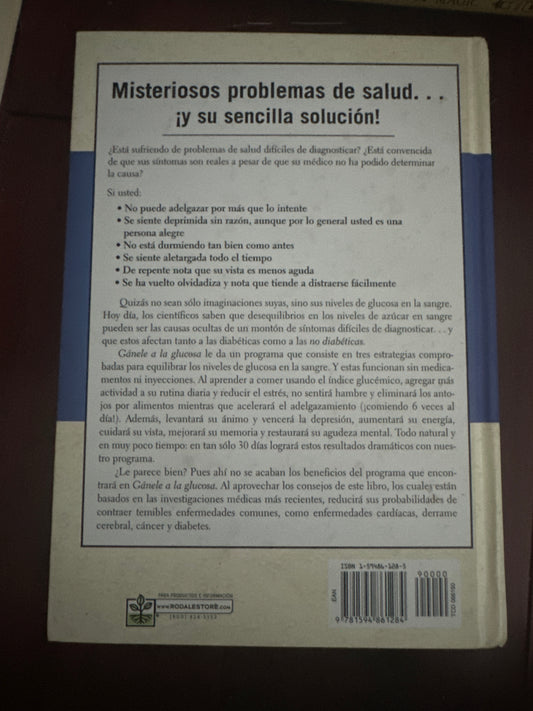 MAGIC
Misteriosos problemas de salud. . .
¡y su sencilla solución!
¿Está sufriendo de problemas de salud difíciles de diagnosticar? ¿Está convencida
de que sus síntomas son reales a pesar de que su médico no ha podido determinar
la causa?
Si usted:
• No puede adelgazar por más que lo intente
• Se siente deprimida sin razón, aunque por lo general usted es una
persona alegre
• No está durmiendo tan bien como antes
• Se siente aletargada todo el tiempo
• De repente nota que su vista es menos aguda
• Se ha vuelto olvidadiza y nota que tiende a distraerse fácilmente
Quizás no sean sólo imaginaciones suyas, sino sus niveles de glucosa en la sangre.
Hoy día, los científicos saben que desequilibrios en los niveles de azúcar en sangre
pueden ser las causas ocultas de un montón de síntomas difíciles de diagnosticar. . . y
que estos afectan tanto a las diabéticas como a las no diabéticas.
Gánele a la glucosa le da un programa que consiste en tres estrategias compro-
badas para equilibrar los niveles de glucosa en la sangre. Y estas funcionan sin medica-
mentos ni inyecciones. Al aprender a comer usando el índice glucémico, agregar más
actividad a su rutina diaria y reducir el estrés, no sentirá hambre y eliminará los anto-
jos por alimentos mientras que acelerará el adelgazamiento (¡comiendo 6 veces al
día!). Además, levantará su ánimo y vencerá la depresión, aumentará su energía,
cuidará su vista, mejorará su memoria y restaurará su agudeza mental. Todo natural y
en muy poco tiempo: en tan sólo 30 días logrará estos resultados dramáticos con nues-
tro programa.
¿Le parece bien? Pues ahí no se acaban los beneficios del programa que encon-
trará en Gánele a la glucosa. Al aprovechar los consejos de este libro, los cuales están
basados en las investigaciones médicas más recientes, reducirá sus probabilidades de
contraer temibles enfermedades comunes, como enfermedades cardíacas, derrame
cerebral, cáncer y diabetes.
PARA PRODUCTOS E INFORMACIÓN
WWW.RODALESTORE.COM
ISBN 1-59486-128-5
90000
EAN
9 781594 861284